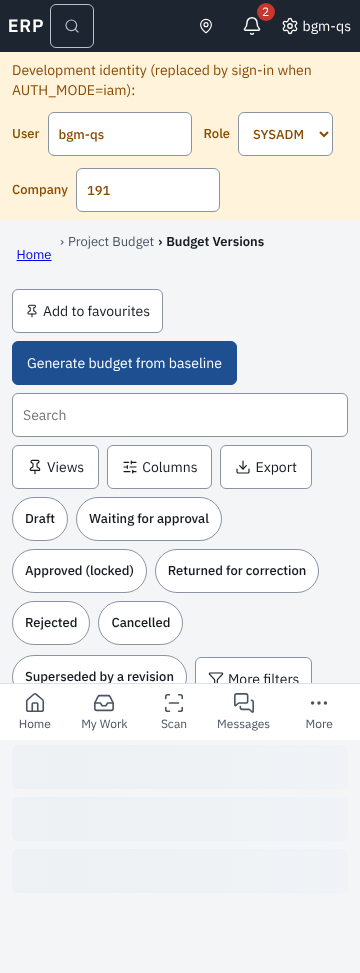 ERP
2
bgm-qs
Development identity (replaced by sign-in when
AUTH_MODE=iam):
User bgm-qs Role SYSADM
Company 191
Home › Project Budget › Budget Versions
Add to favourites
Generate budget from baseline
Search
Views Columns Export
Draft Waiting for approval
Approved (locked) Returned for correction
Rejected Cancelled
Superseded by a revision More filters
Home My Work Scan Messages More